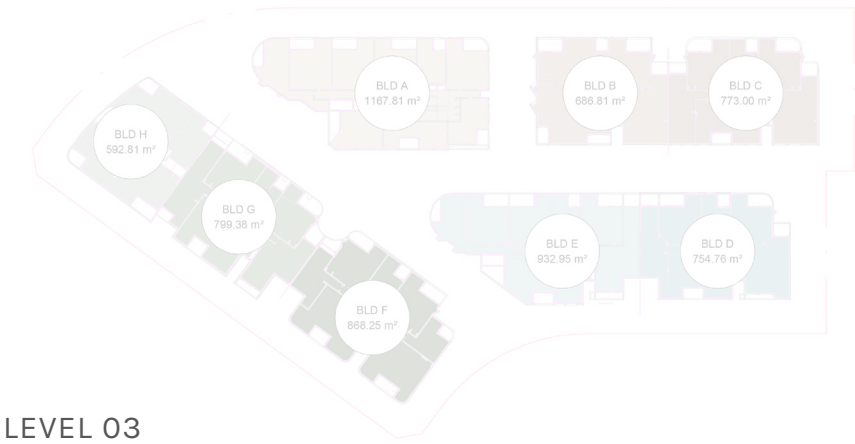 BLD A
1167.81 m²
BLD B
686.81 m²
BLD C
773.00 m²
BLD H
592.81 m²
BLD G
799.38 m²
BLD E
932.95 m²
BLD D
754.76 m²
BLD F
868.25 m²
LEVEL 03